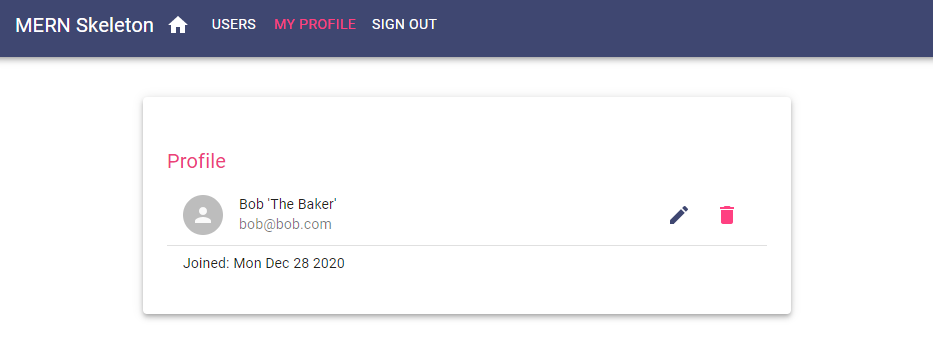 MERN Skeleton USERS MY PROFILE SIGN OUT
Profile
Bob 'The Baker'
bob@bob.com
Joined: Mon Dec 28 2020